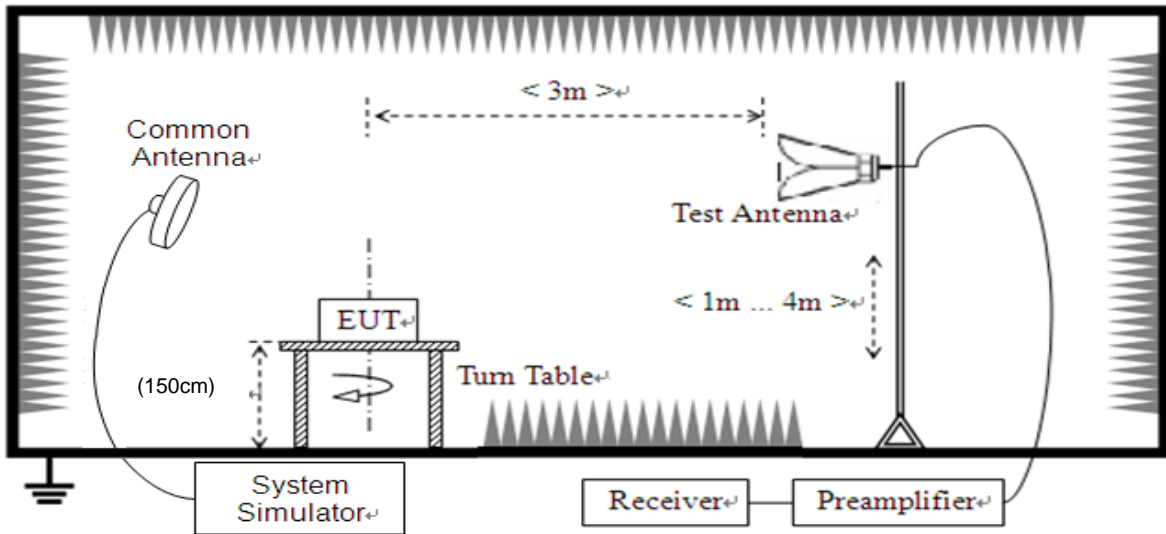 < 3m >↵
Common
Antenna↵
Test Antenna↵
< 1m ... 4m >↵
EUT↵
(150cm)
Turn Table↵
System
Simulator↵
Receiver↵
Preamplifier↵